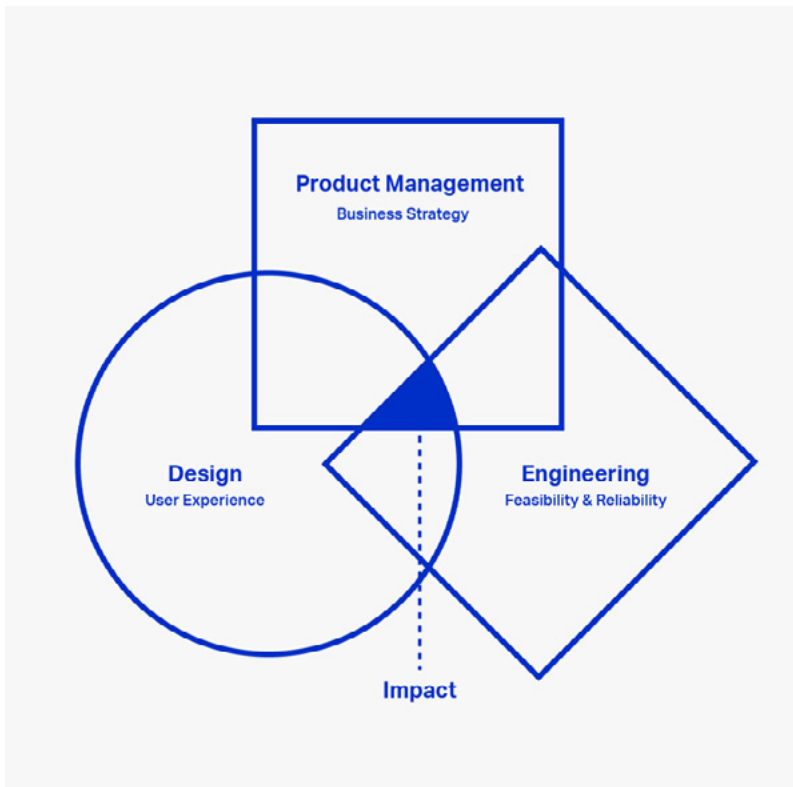 Product Management
Business Strategy
Design
User Experience
Engineering
Feasibility & Reliability
Impact